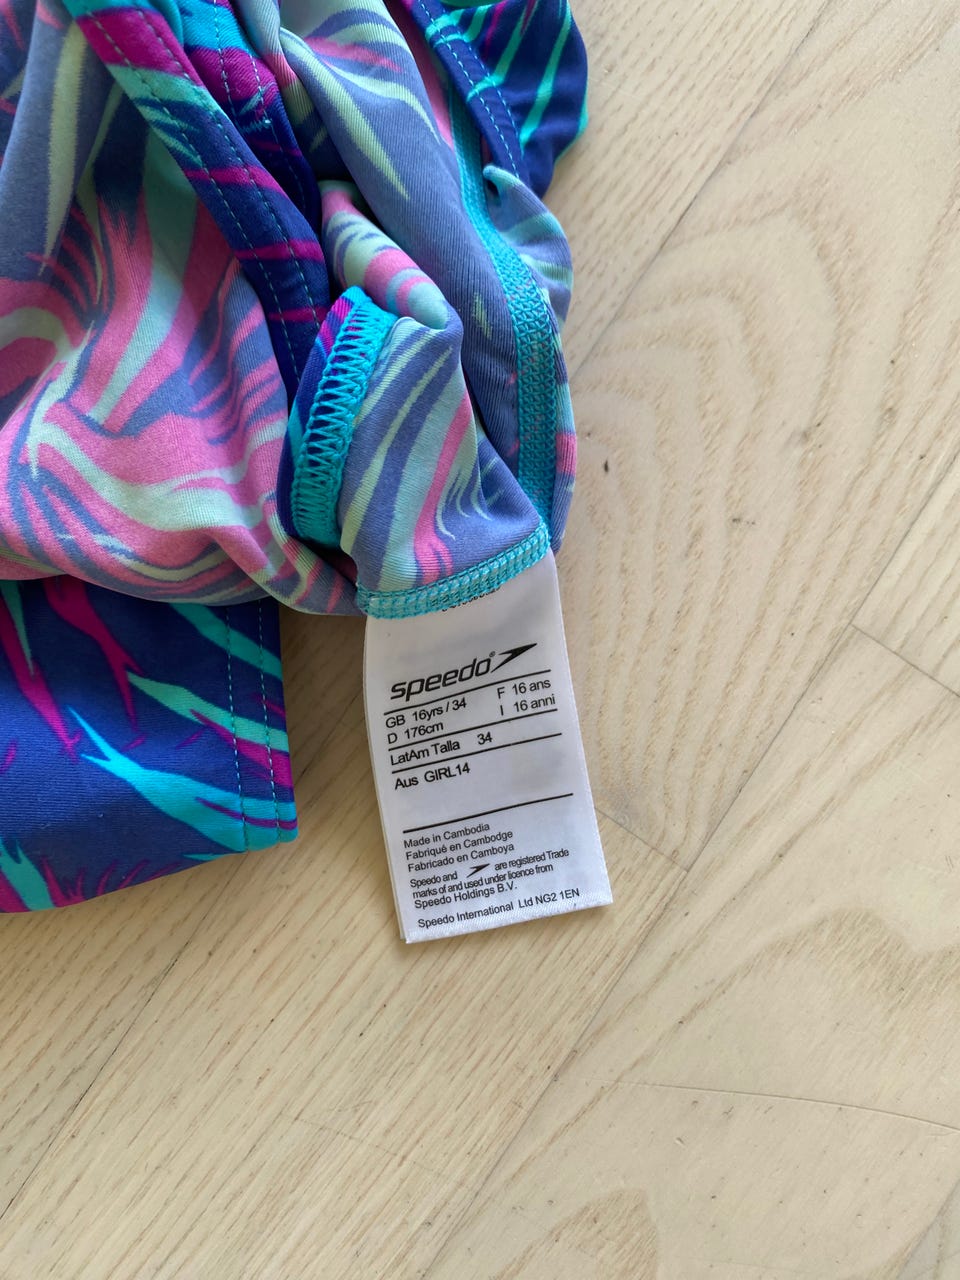 speedo®
GB 16yrs / 34 F 16 ans
D 176cm I 16 anni
LatAm Talla 34
Aus GIRL14
Made in Cambodia
Fabriqué en Cambodge
Fabricado en Camboya
Speedo and are registered Trade
marks of and used under licence from
Speedo Holdings B.V.
Speedo International Ltd NG2 1EN